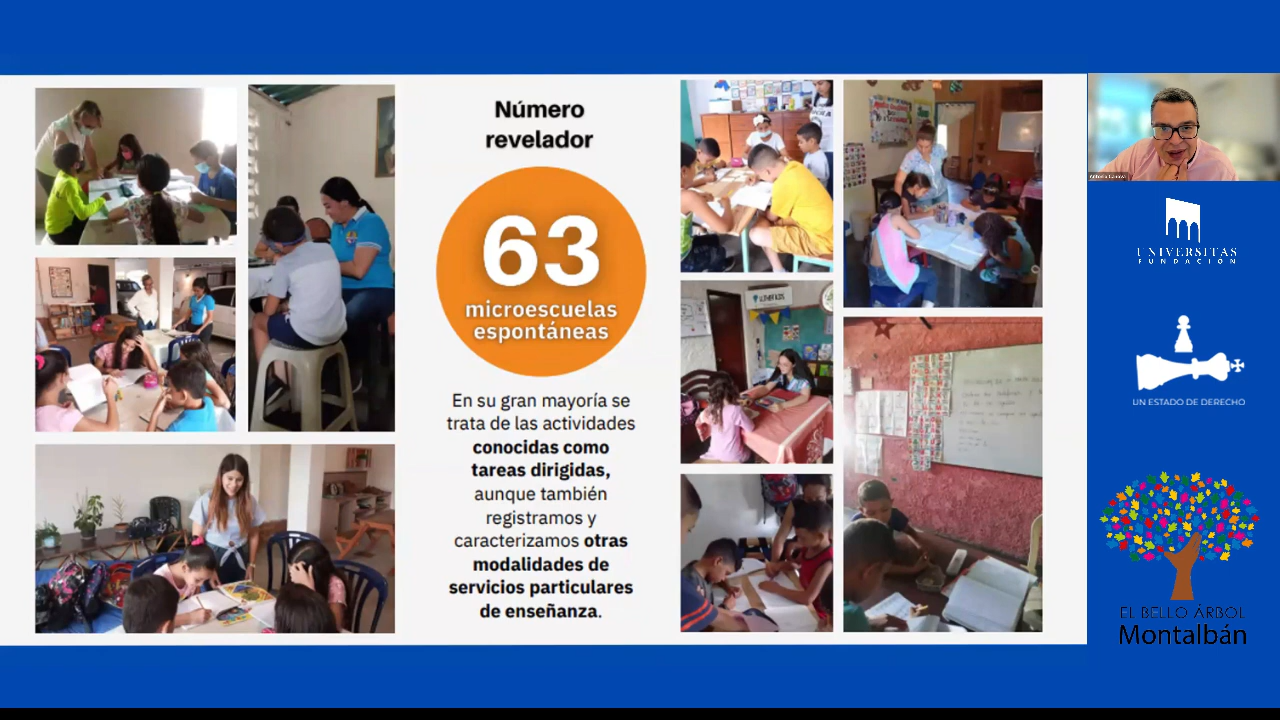 Número
revelador
63
microescuelas
espontáneas
En su gran mayoría se
trata de las actividades
conocidas como
tareas dirigidas,
aunque también
registramos y
caracterizamos otras
modalidades de
servicios particulares
de enseñanza.
UNIVERSITAS
FUNDACIÓN
UN ESTADO DE DERECHO
EL BELLO ÁRBOL
Montalbán